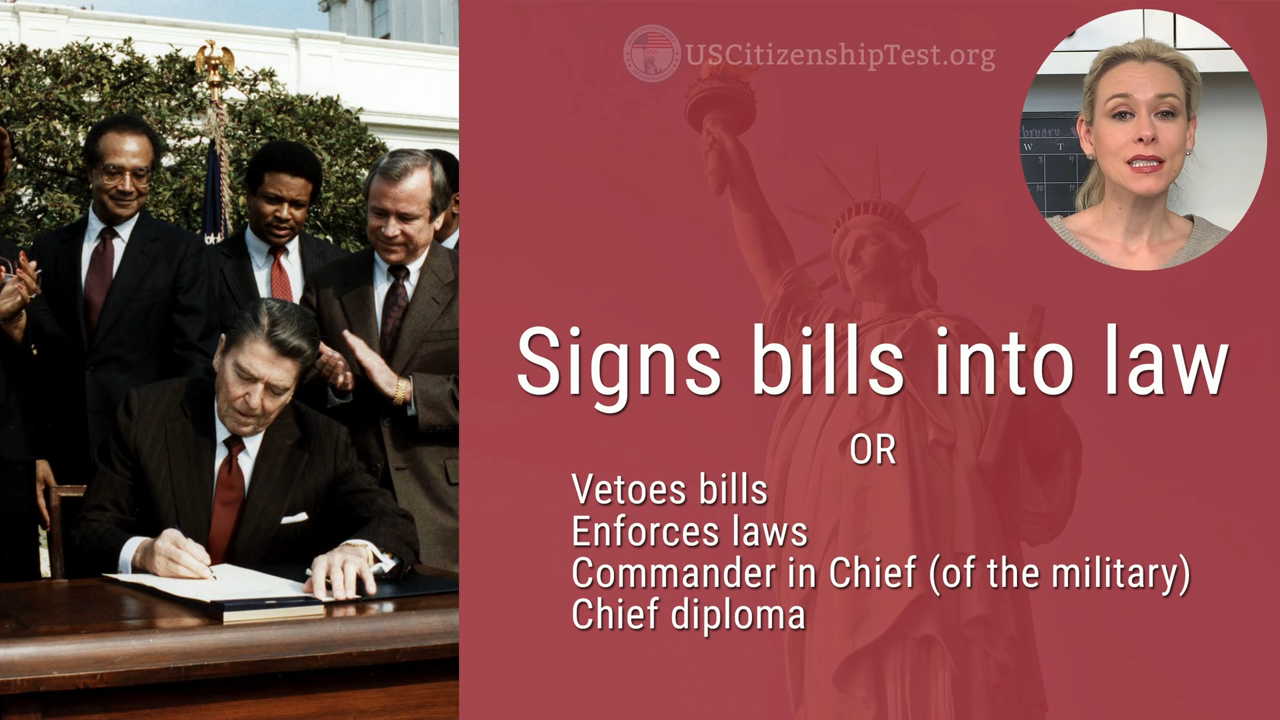 USCitizenshipTest.org
W T
Signs bills into law
OR
Vetoes bills
Enforces laws
Commander in Chief (of the military)
Chief diploma